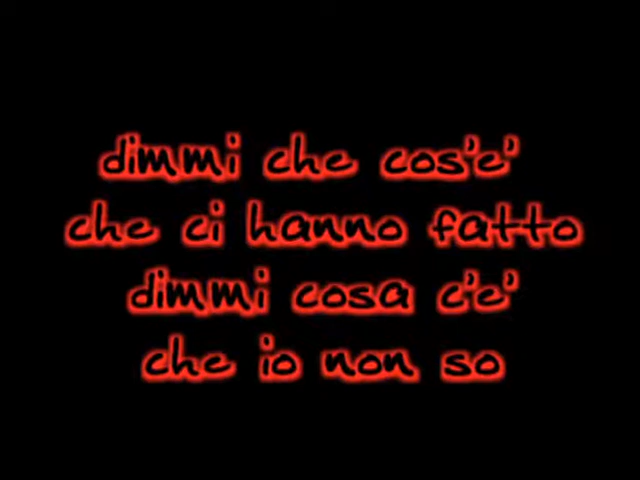 dimmi che cos'e'
che ci hanno fatto
dimmi cosa c'e'
che io non so